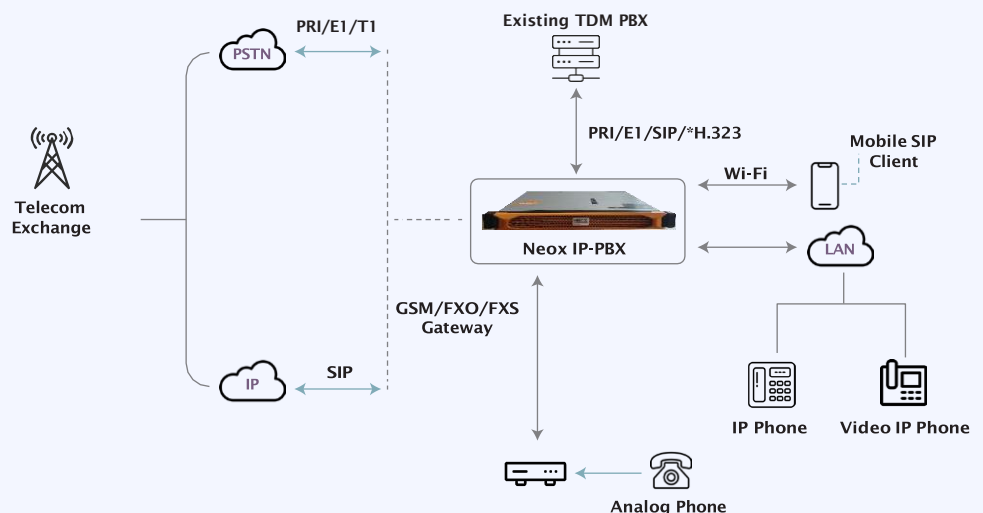 PRI/E1/T1
PSTN
Existing TDM PBX
PRI/E1/SIP/*H.323
Telecom
Exchange
Wi-Fi
Mobile SIP
Client
Neox IP-PBX
LAN
GSM/FXO/FXS
Gateway
IP
SIP
IP Phone
Video IP Phone
Analog Phone